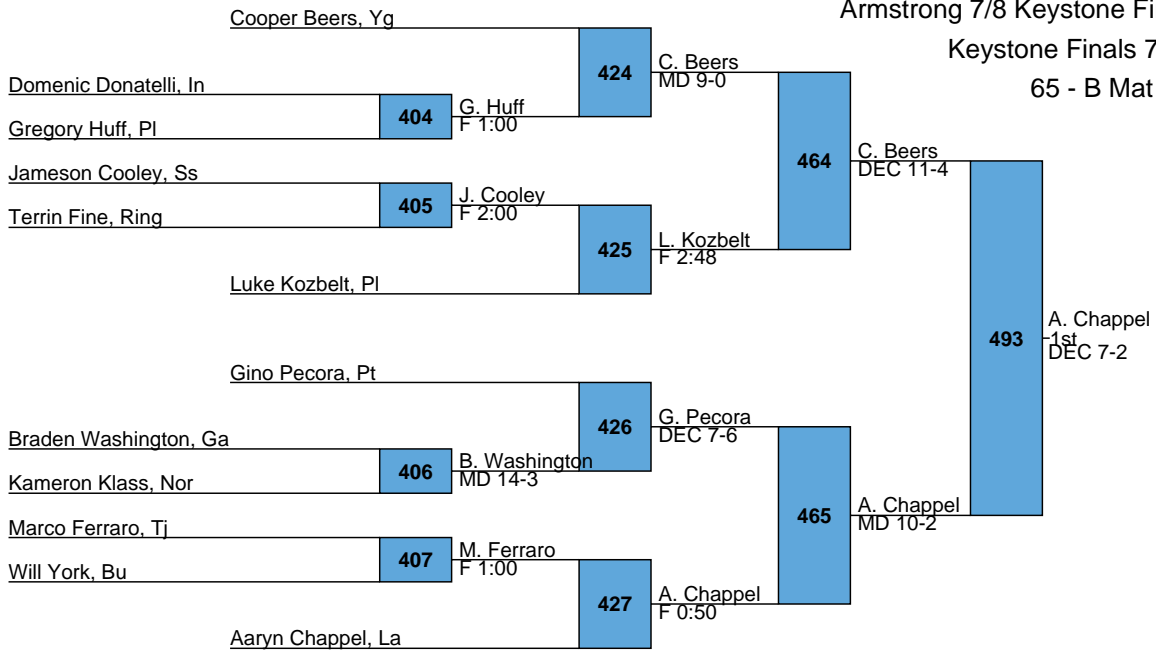 Armstrong 7/8 Keystone Fi
Keystone Finals 7
65 - B Mat
Cooper Beers, Yg
424
C. Beers
MD 9-0
Domenic Donatelli, In
404
G. Huff
F 1:00
Gregory Huff, Pl
464
C. Beers
DEC 11-4
Jameson Cooley, Ss
405
J. Cooley
F 2:00
Terrin Fine, Ring
425
L. Kozbelt
F 2:48
Luke Kozbelt, Pl
493
A. Chappel
1st
DEC 7-2
Gino Pecora, Pt
426
G. Pecora
DEC 7-6
Braden Washington, Ga
406
B. Washington
MD 14-3
Kameron Klass, Nor
465
A. Chappel
MD 10-2
Marco Ferraro, Tj
407
M. Ferraro
F 1:00
Will York, Bu
427
A. Chappel
F 0:50
Aaryn Chappel, La